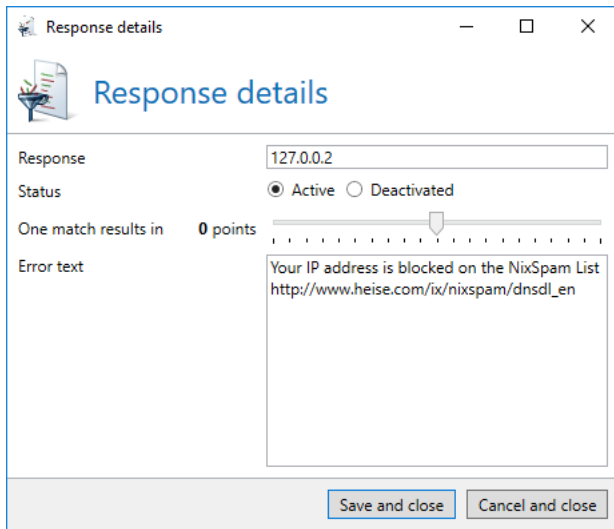 Response details
Response details
Response
127.0.0.2
Status
Active
Deactivated
One match results in 0 points
Error text
Your IP address is blocked on the NixSpam List
http://www.heise.com/ix/nixspam/dnsdl_en
Save and close
Cancel and close